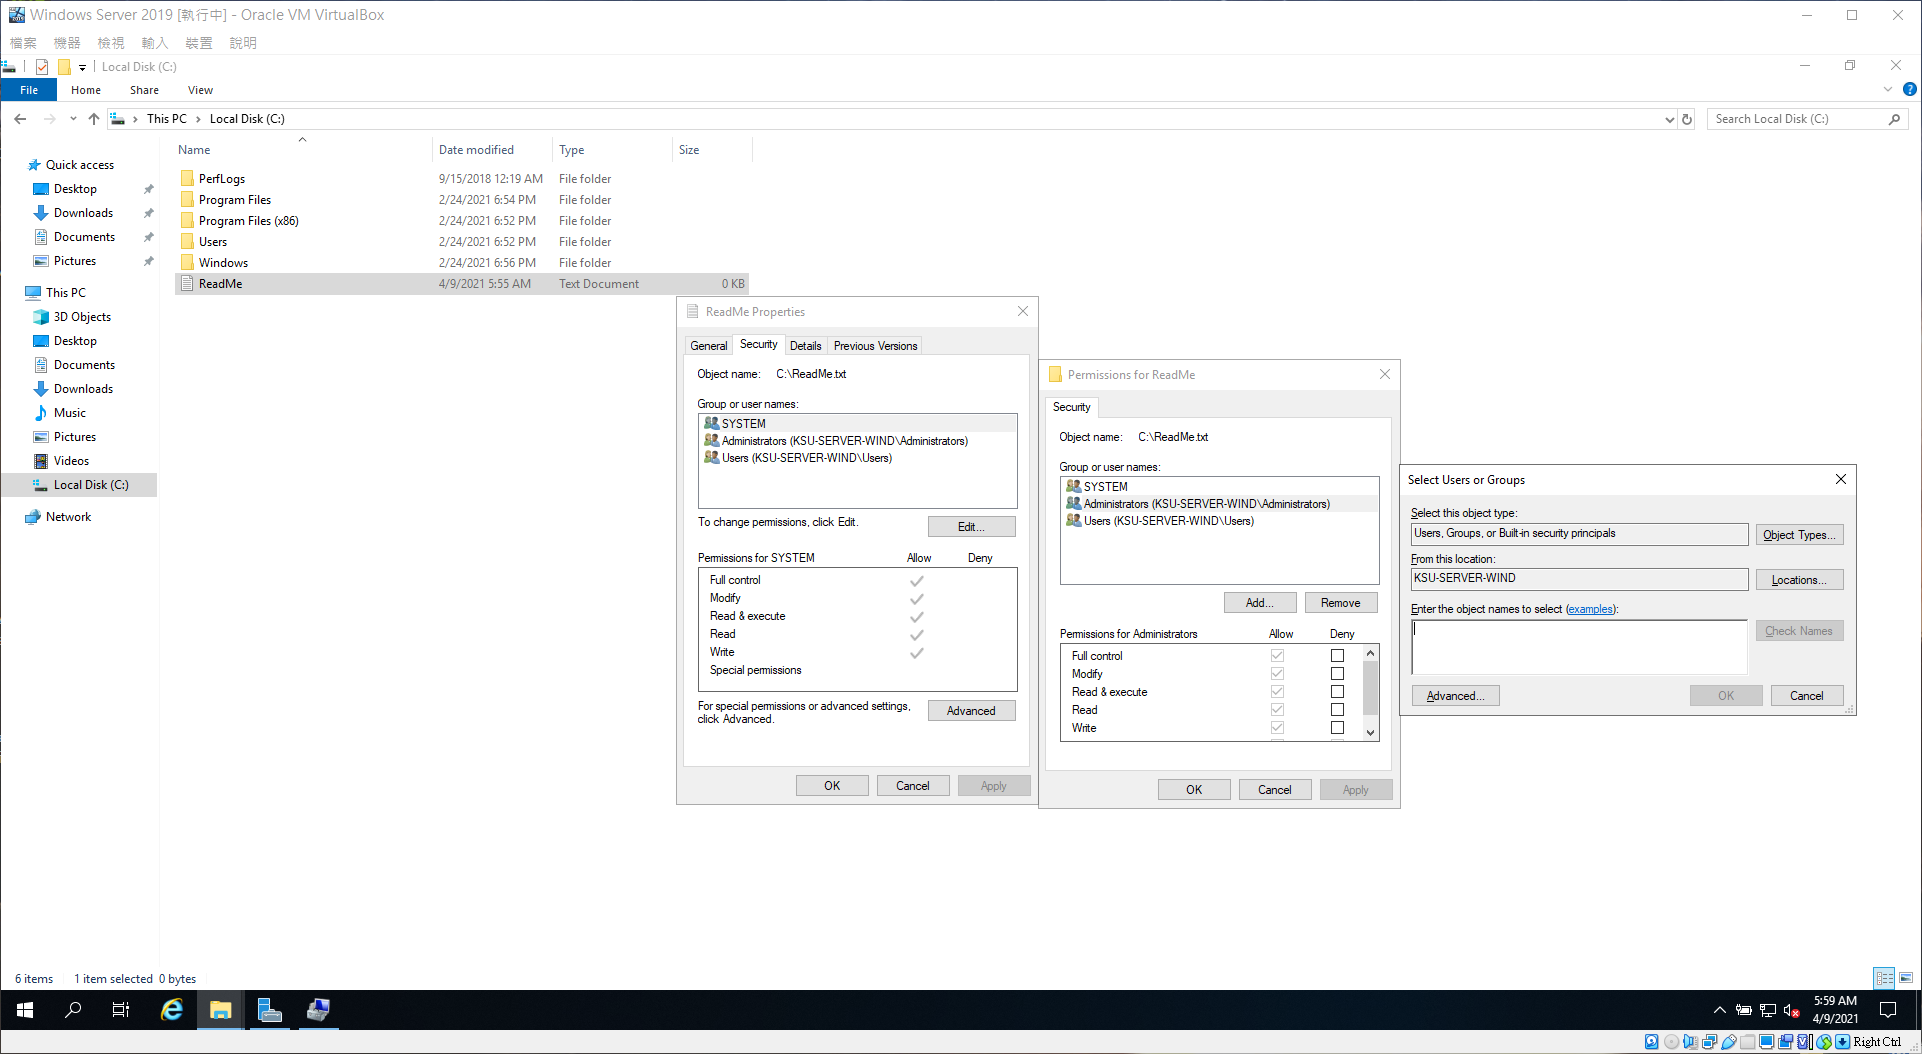 Windows Server 2019 [執行中] - Oracle VM VirtualBox
檔案 機器 檢視 輸入 裝置 說明
Local Disk (C:)
File Home Share View
This PC > Local Disk (C:)
Search Local Disk (C:)
Name Date modified Type Size
PerfLogs 9/15/2018 12:19 AM File folder
Program Files 2/24/2021 6:54 PM File folder
Program Files (x86) 2/24/2021 6:52 PM File folder
Users 2/24/2021 6:52 PM File folder
Windows 2/24/2021 6:56 PM File folder
ReadMe 4/9/2021 5:55 AM Text Document 0 KB
Quick access
Desktop
Downloads
Documents
Pictures
This PC
3D Objects
Desktop
Documents
Downloads
Music
Pictures
Videos
Local Disk (C:)
Network
ReadMe Properties
General Security Details Previous Versions
Object name: C:\ReadMe.txt
Group or user names:
SYSTEM
Administrators (KSU-SERVER-WIND\Administrators)
Users (KSU-SERVER-WIND\Users)
To change permissions, click Edit.
Edit...
Permissions for SYSTEM Allow Deny
Full control
Modify
Read & execute
Read
Write
Special permissions
For special permissions or advanced settings,
click Advanced.
Advanced
OK Cancel Apply
Permissions for ReadMe
Security
Object name: C:\ReadMe.txt
Group or user names:
SYSTEM
Administrators (KSU-SERVER-WIND\Administrators)
Users (KSU-SERVER-WIND\Users)
Add... Remove
Permissions for Administrators Allow Deny
Full control
Modify
Read & execute
Read
Write
OK Cancel Apply
Select Users or Groups
Select this object type:
Users, Groups, or Built-in security principals
Object Types...
From this location:
KSU-SERVER-WIND
Locations...
Enter the object names to select (examples):
Check Names
Advanced... OK Cancel
6 items 1 item selected 0 bytes
5:59 AM
4/9/2021
Right Ctrl